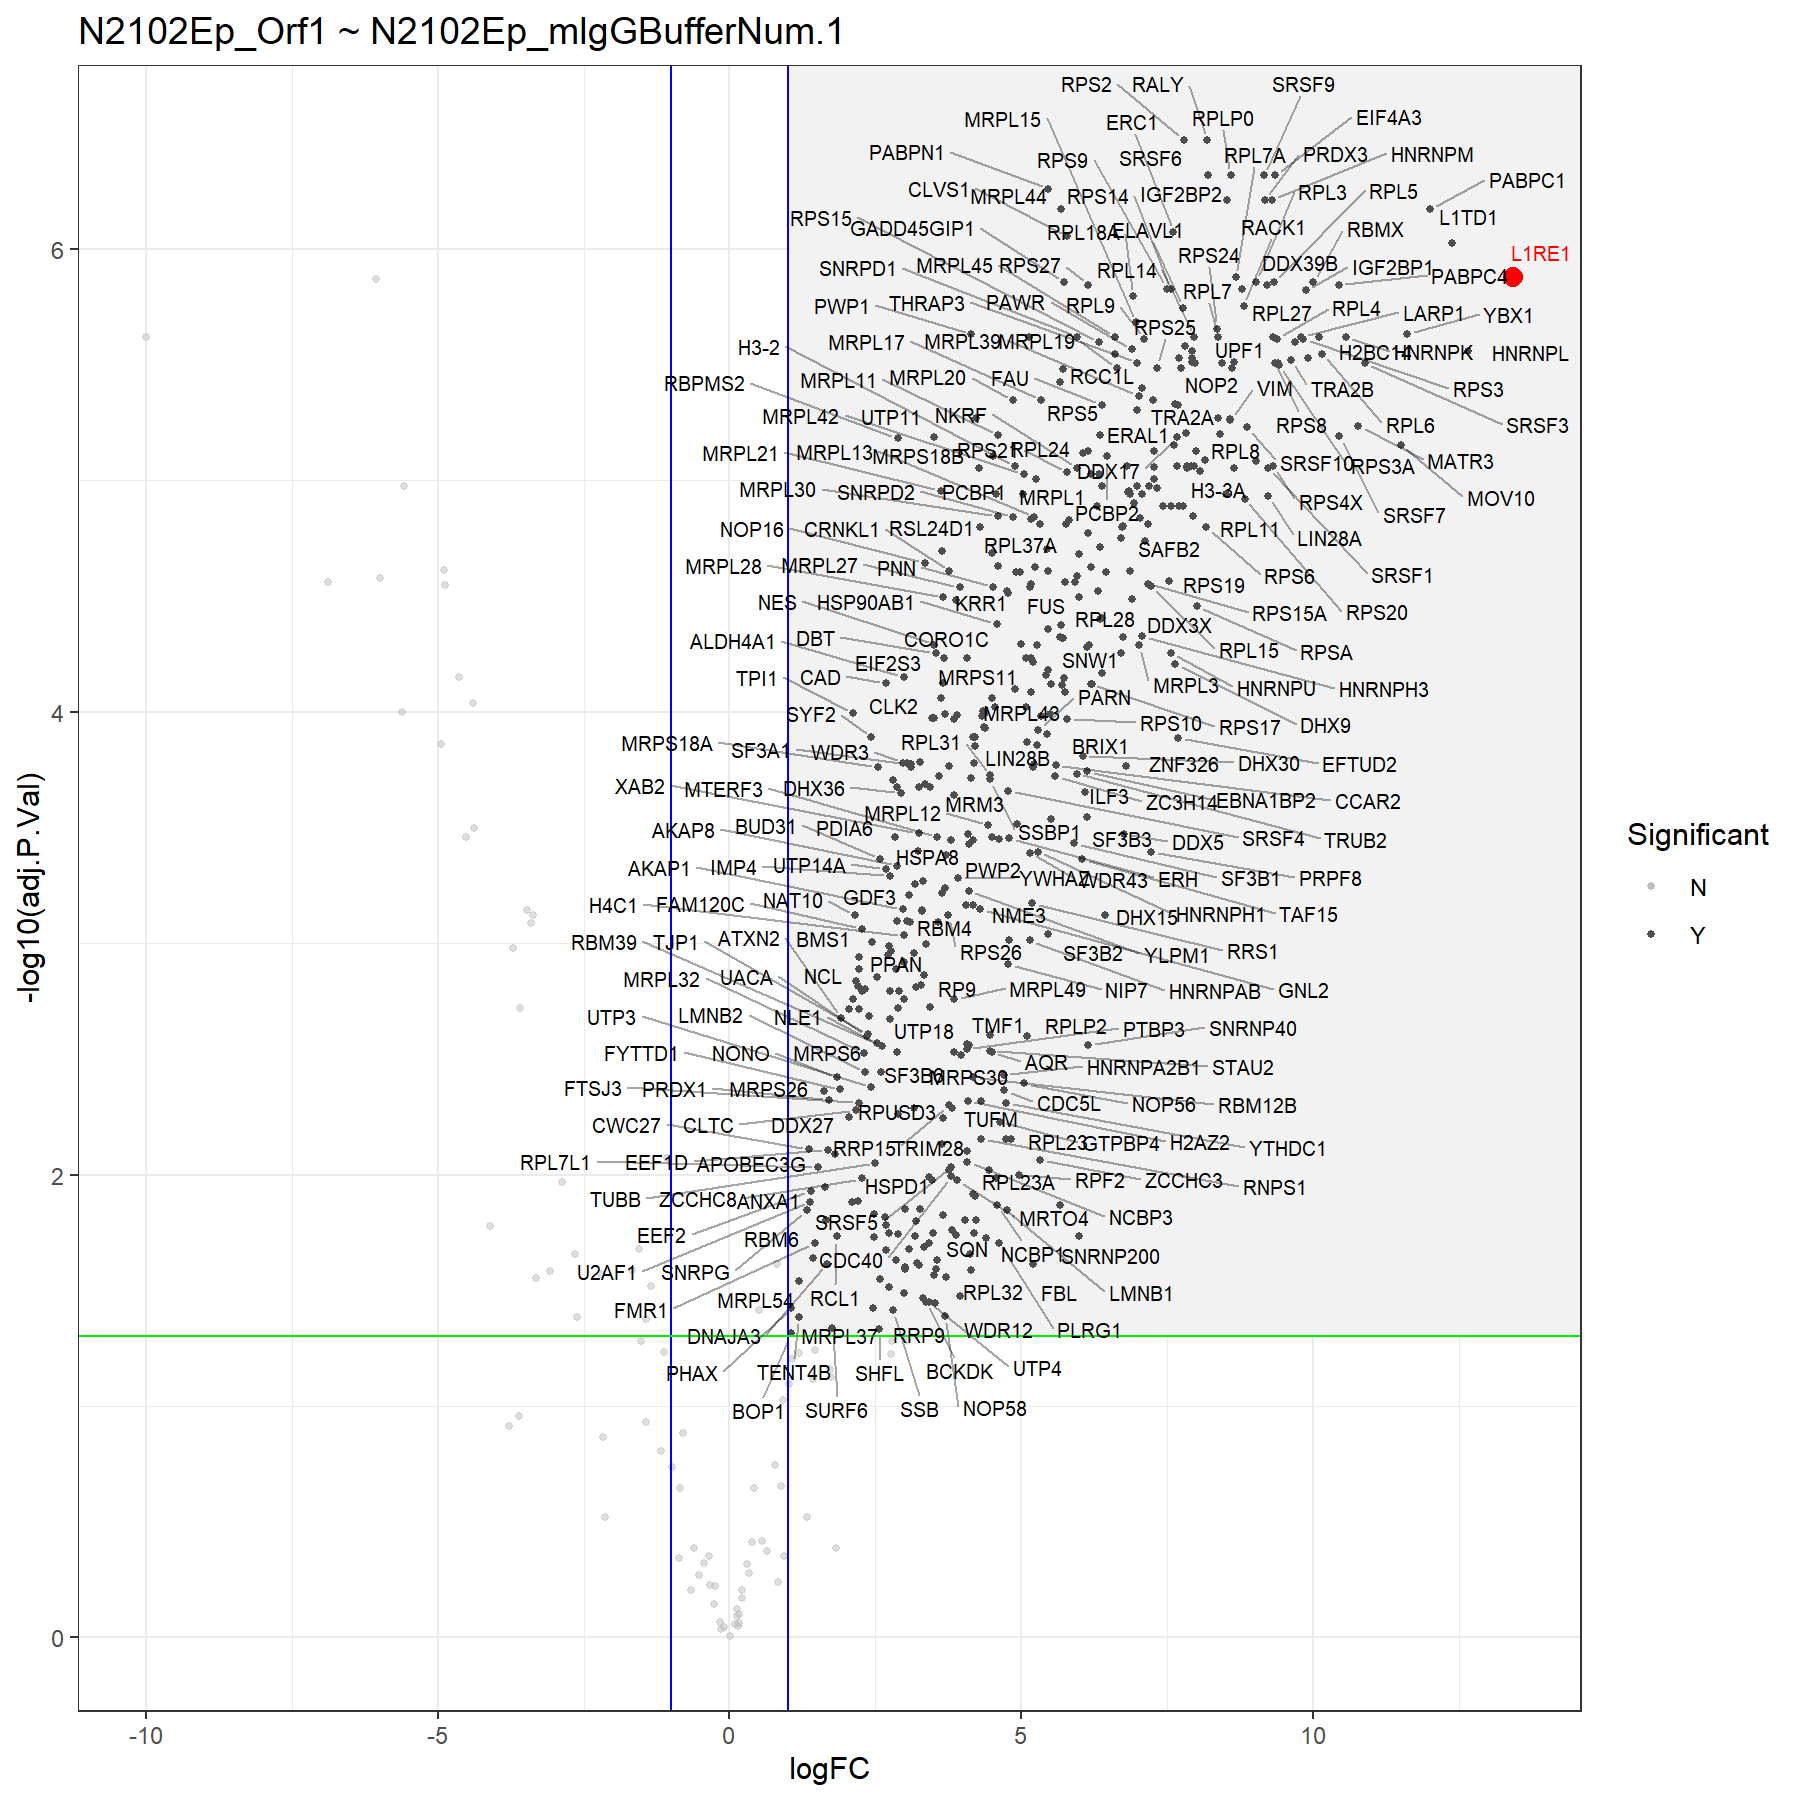 N2102Ep_Orf1 ~ N2102Ep_mIgGBufferNum.1
RPS2 RALY SRSF9
MRPL15 ERC1 RPLP0 EIF4A3
PABPN1 RPS9 SRSF6 RPL7A PRDX3 HNRNPM
CLVS1 MRPL44 RPS14 IGF2BP2 RPL3 RPL5 PABPC1
RPS15 GADD45GIP1 RPL18A ELAVL1 RACK1 RBMX L1TD1
SNRPD1 MRPL45 RPS27 RPL14 RPS24 DDX39B IGF2BP1 L1RE1
PABPC4
PWP1 THRAP3 PAWR RPL9 RPL7 RPL27 RPL4 LARP1 YBX1
H3-2 MRPL17 MRPL39 MRPL19 RPS25 UPF1 H2BC14 HNRNPK HNRNPL
RBPMS2 MRPL11 MRPL20 FAU RCC1L NOP2 VIM TRA2B RPS3
MRPL42 UTP11 NKRF RPS5 TRA2A RPS8 RPL6 SRSF3
MRPL21 MRPL13 MRPS18B RPS21 RPL24 ERAL1 RPL8 SRSF10 RPS3A MATR3
MRPL30 SNRPD2 PCBP1 MRPL1 DDX17 H3-3A RPS4X MOV10
NOP16 CRNKL1 RSL24D1 PCBP2 RPL11 LIN28A SRSF7
MRPL28 MRPL27 PNN RPL37A SAFB2 RPS6 SRSF1
NES HSP90AB1 KRR1 FUS RPS19 RPS15A RPS20
ALDH4A1 DBT CORO1C RPL28 DDX3X RPL15 RPSA
TPI1 CAD EIF2S3 MRPS11 SNW1 MRPL3 HNRNPU HNRNPH3
SYF2 CLK2 MRPL43 PARN RPS10 RPS17 DHX9
MRPS18A SF3A1 WDR3 RPL31 LIN28B BRIX1 ZNF326 DHX30 EFTUD2
XAB2 MTERF3 DHX36 MRPL12 MRM3 ILF3 ZC3H14 EBNA1BP2 CCAR2
AKAP8 BUD31 PDIA6 SSBP1 SF3B3 DDX5 SRSF4 TRUB2
AKAP1 IMP4 UTP14A HSPA8 PWP2 YWHAZ WDR43 ERH SF3B1 PRPF8
H4C1 FAM120C NAT10 GDF3 NME3 DHX15 HNRNPH1 TAF15
RBM39 TJP1 ATXN2 BMS1 RBM4 RPS26 SF3B2 YLPM1 RRS1
MRPL32 UACA NCL PPAN RP9 MRPL49 NIP7 HNRNPAB GNL2
UTP3 LMNB2 NLE1 UTP18 TMF1 RPLP2 PTBP3 SNRNP40
FYTTD1 NONO MRPS6 SF3B6 MRPS30 AQR HNRNPA2B1 STAU2
FTSJ3 PRDX1 MRPS26 RPUSD3 CDC5L NOP56 RBM12B
CWC27 CLTC DDX27 TUFM RPL23 GTPBP4 H2AZ2 YTHDC1
RPL7L1 EEF1D APOBEC3G RRP15 TRIM28
TUBB ZCCHC8 ANXA1 HSPD1 RPL23A RPF2 ZCCHC3 RNPS1
EEF2 RBM6 SRSF5 MRTO4 NCBP3
U2AF1 SNRPG CDC40 SON NCBP1 SNRNP200
FMR1 MRPL54 RCL1 RPL32 FBL LMNB1
DNAJA3 MRPL37 RRP9 WDR12 PLRG1
PHAX TENT4B SHFL BCKDK UTP4
BOP1 SURF6 SSB NOP58
6
4
2
0
-10 -5 0 5 10
logFC
-log10(adj.P.Val)
Significant
N
Y